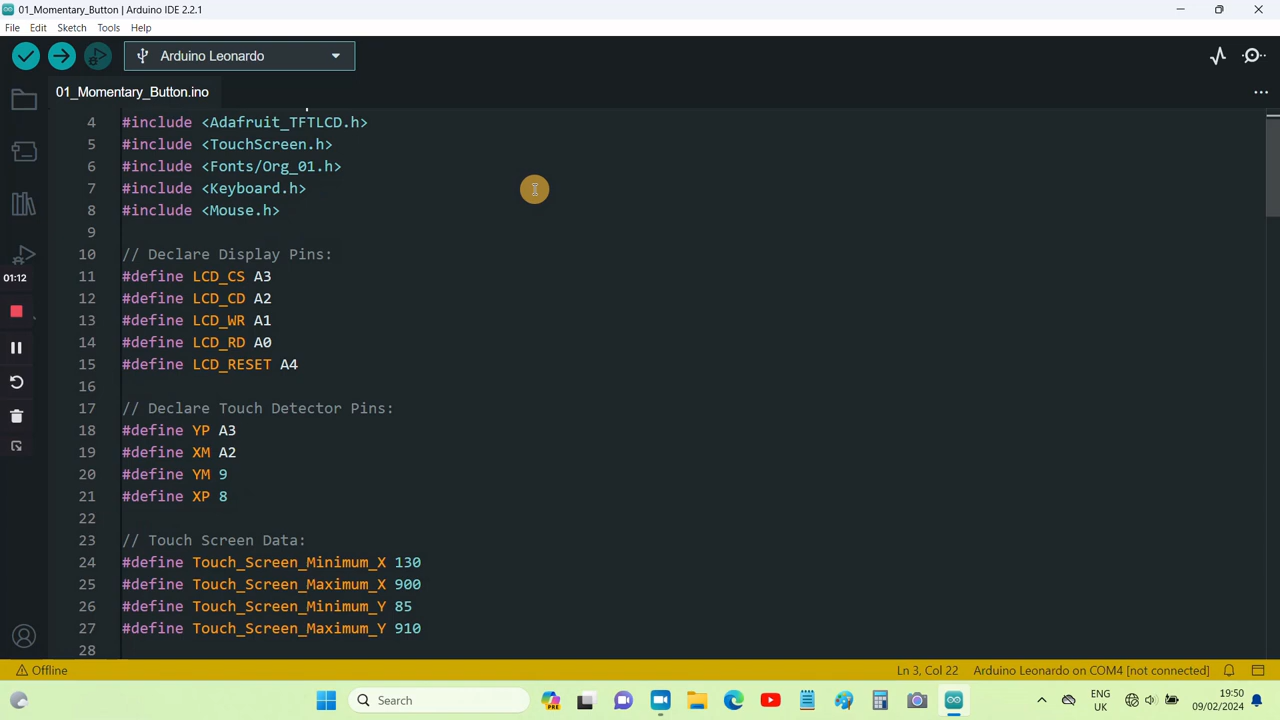 01_Momentary_Button | Arduino IDE 2.2.1
File Edit Sketch Tools Help
Arduino Leonardo
01_Momentary_Button.ino
4 #include <Adafruit_TFTLCD.h>
5 #include <TouchScreen.h>
6 #include <Fonts/Org_01.h>
7 #include <Keyboard.h>
8 #include <Mouse.h>
9
10 // Declare Display Pins:
01:12
11 #define LCD_CS A3
12 #define LCD_CD A2
13 #define LCD_WR A1
14 #define LCD_RD A0
15 #define LCD_RESET A4
16
17 // Declare Touch Detector Pins:
18 #define YP A3
19 #define XM A2
20 #define YM 9
21 #define XP 8
22
23 // Touch Screen Data:
24 #define Touch_Screen_Minimum_X 130
25 #define Touch_Screen_Maximum_X 900
26 #define Touch_Screen_Minimum_Y 85
27 #define Touch_Screen_Maximum_Y 910
28
Offline Ln 3, Col 22 Arduino Leonardo on COM4 [not connected]
Search PRE ENG 19:50
UK 09/02/2024